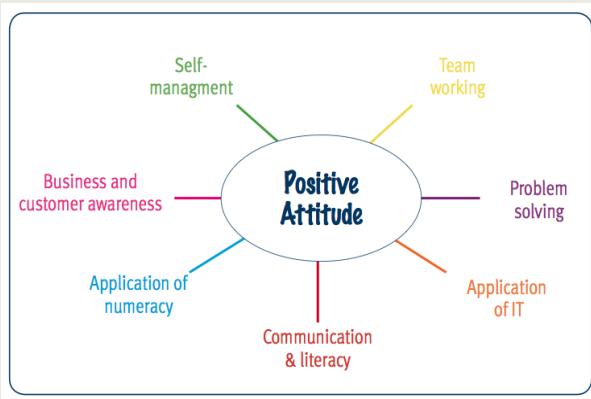 Self-
managment
Team
working
Business and
customer awareness
Positive
Attitude
Problem
solving
Application of
numeracy
Application
of IT
Communication
& literacy